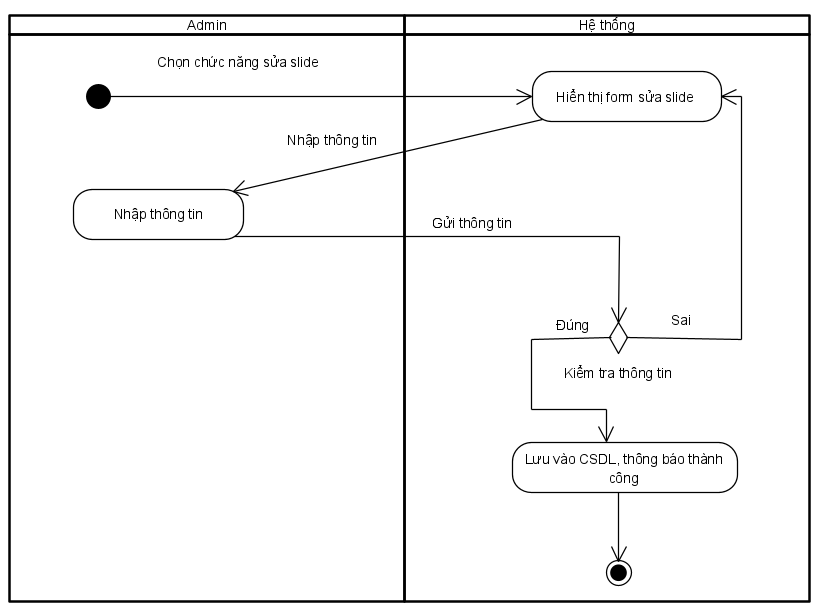 Admin
Hệ thống
Chọn chức năng sửa slide
Hiển thị form sửa slide
Nhập thông tin
Nhập thông tin
Gửi thông tin
Đúng
Sai
Kiểm tra thông tin
Lưu vào CSDL, thông báo thành
công